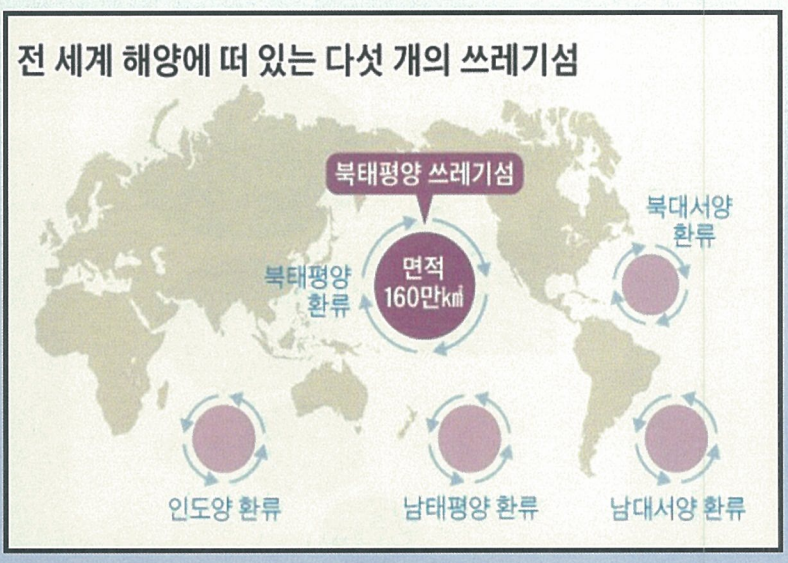 전 세계 해양에 떠 있는 다섯 개의 쓰레기섬
북태평양 쓰레기섬
북대서양
환류
북태평양
환류
면적
160만㎢
인도양 환류
남태평양 환류
남대서양 환류